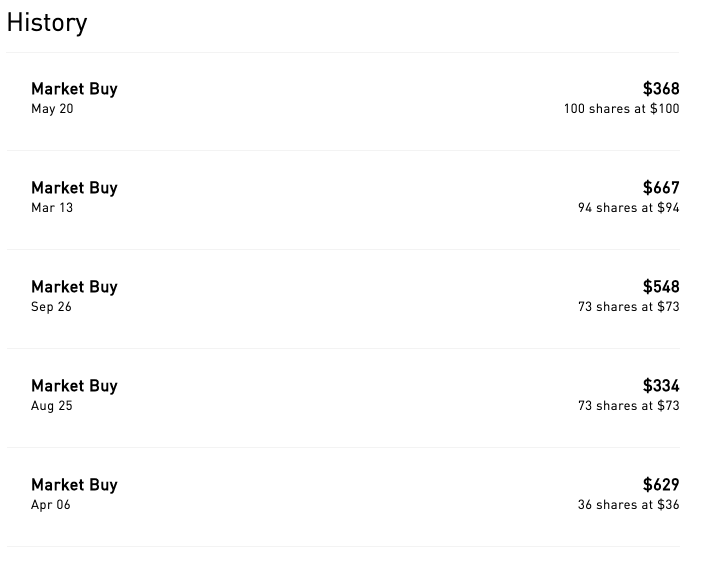 History
Market Buy
$368
May 20
100 shares at $100
Market Buy
$667
Mar 13
94 shares at $94
Market Buy
$548
Sep 26
73 shares at $73
Market Buy
$334
Aug 25
73 shares at $73
Market Buy
$629
Apr 06
36 shares at $36